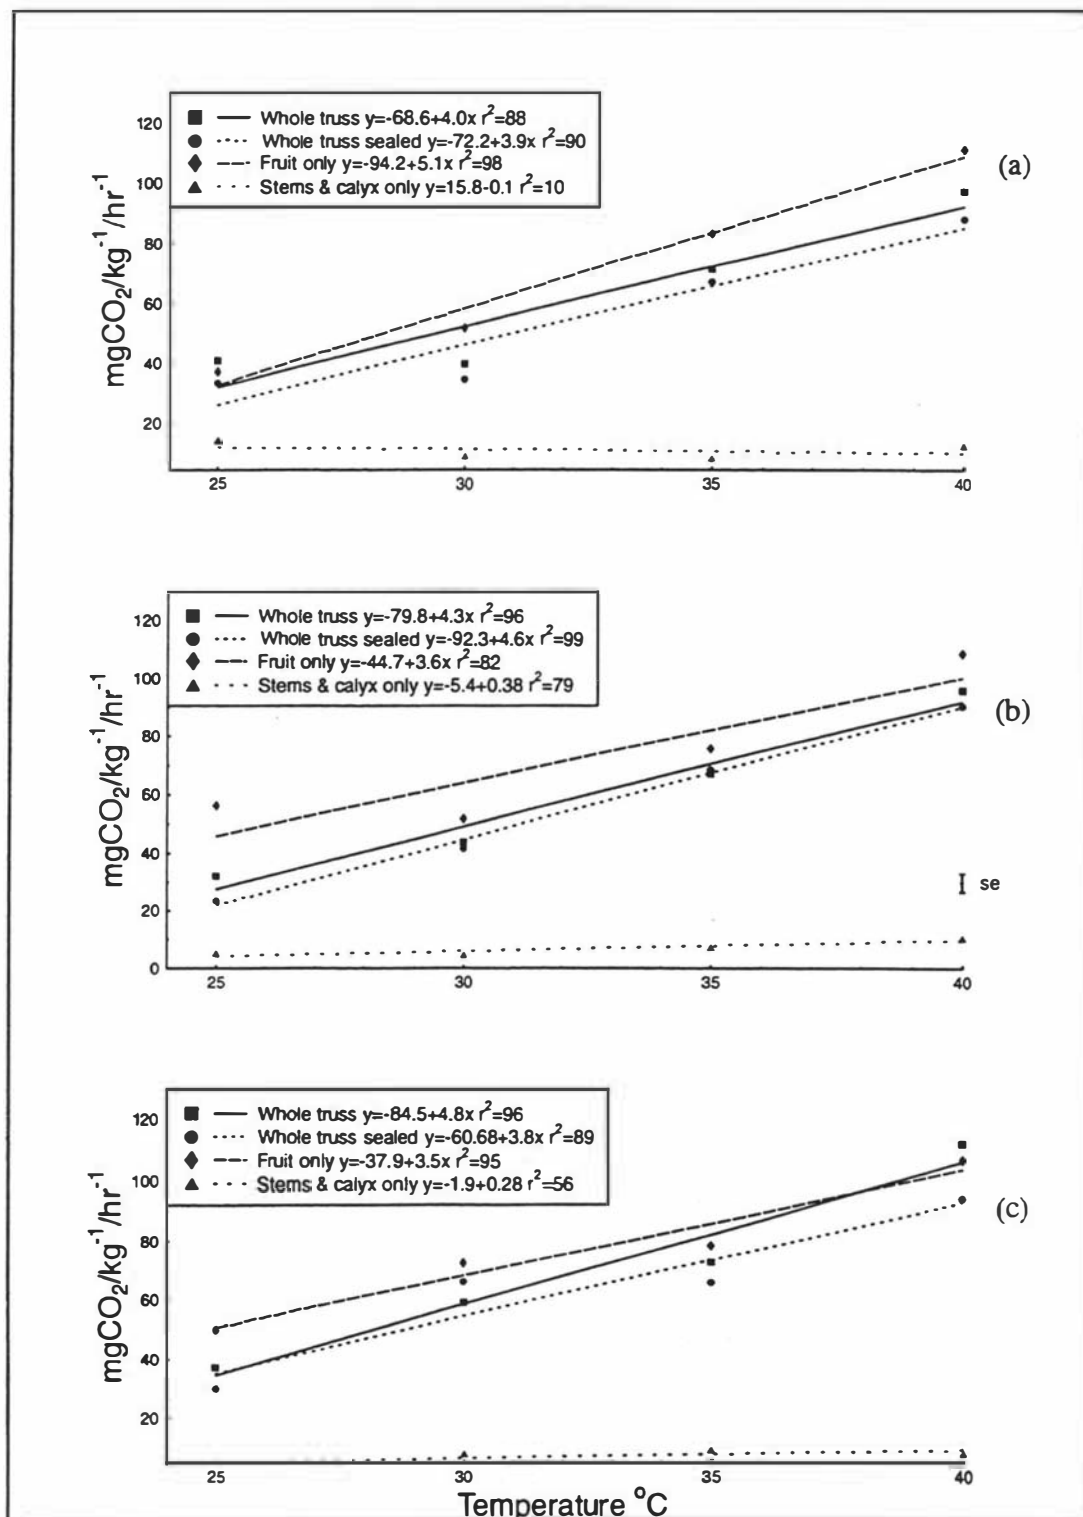 Whole truss y=-68.6+4.0x r²=88
Whole truss sealed y=-72.2+3.9x r²=90
Fruit only y=-94.2+5.1x r²=98
Stems & calyx only y=15.8-0.1 r²=10
(a)
120
100
80
60
40
20
mgCO₂/kg⁻¹/hr⁻¹
25 30 35 40
Whole truss y=-79.8+4.3x r²=96
Whole truss sealed y=-92.3+4.6x r²=99
Fruit only y=-44.7+3.6x r²=82
Stems & calyx only y=-5.4+0.38 r²=79
(b)
120
100
80
60
40
20
0
mgCO₂/kg⁻¹/hr⁻¹
se
25 30 35 40
Whole truss y=-84.5+4.8x r²=96
Whole truss sealed y=-60.68+3.8x r²=89
Fruit only y=-37.9+3.5x r²=95
Stems & calyx only y=-1.9+0.28 r²=56
(c)
120
100
80
60
40
20
mgCO₂/kg⁻¹/hr⁻¹
25 30 35 40
Temperature °C